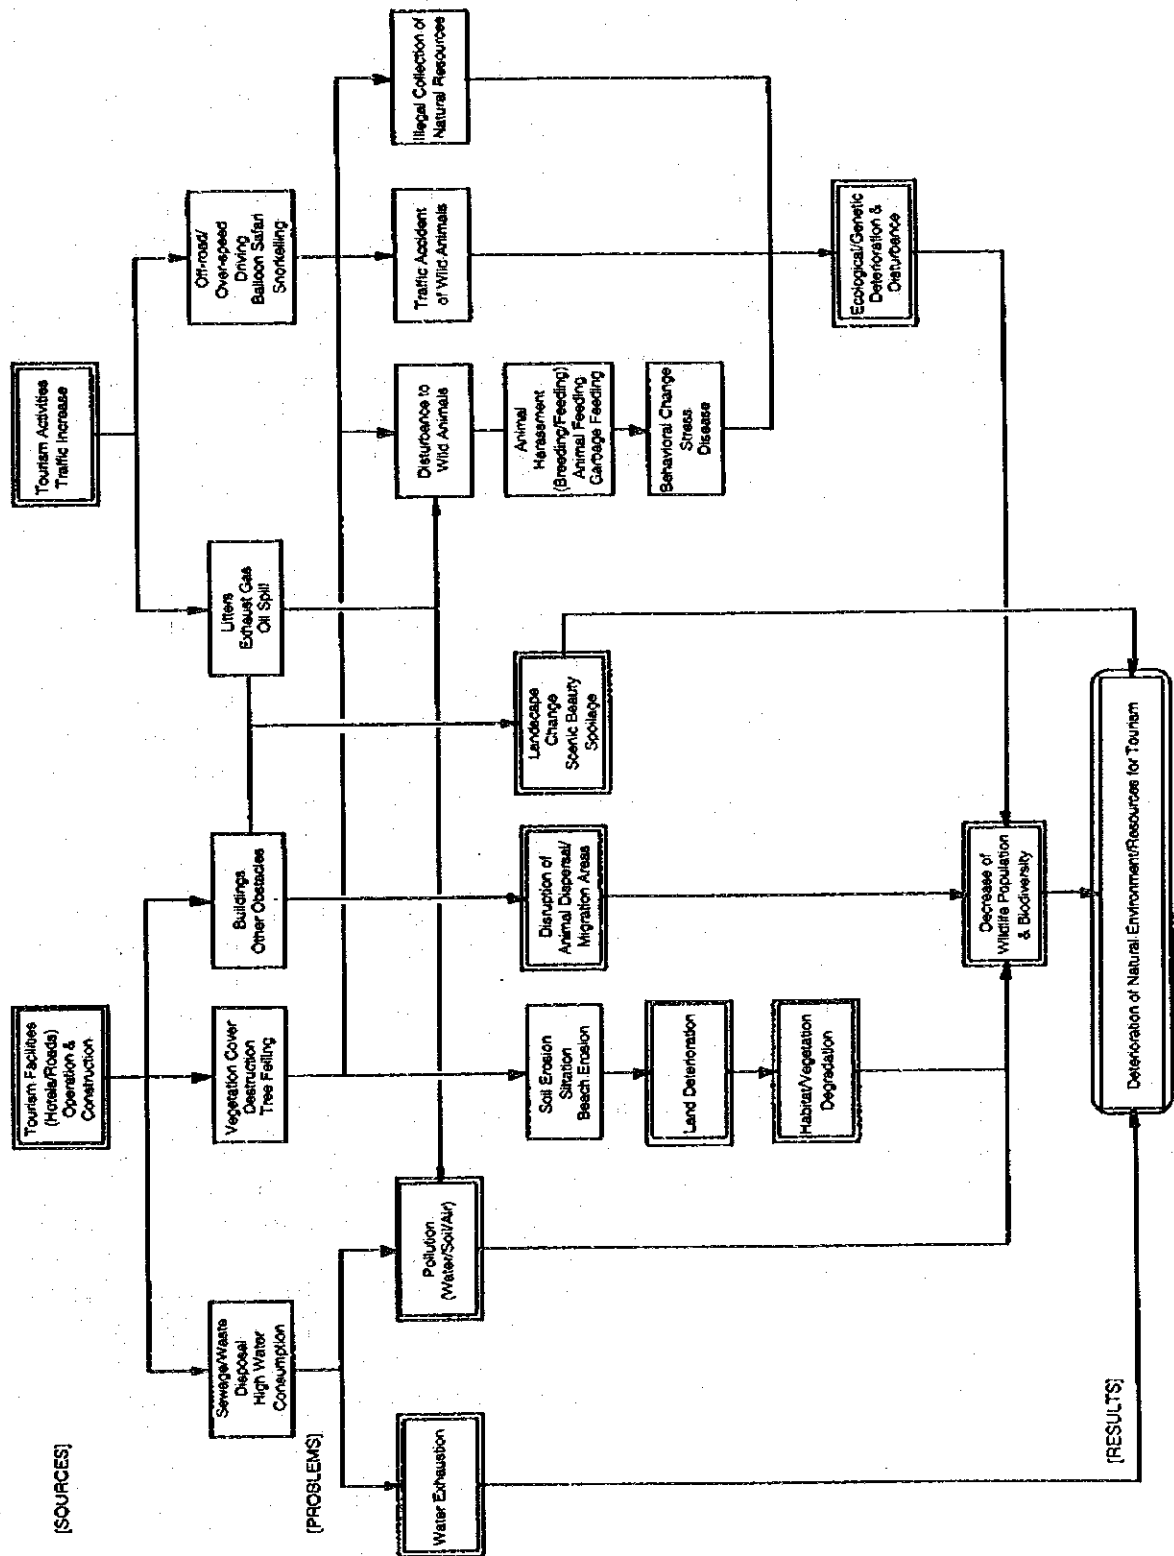 [SOURCES]
Tourism Facilities
(Hotels/Roads)
Operation &
Construction
Tourism Activities
Traffic Increase
Sewage/Waste
Disposal
High Water
Consumption
Vegetation Cover
Destruction
Tree Felling
Buildings
Other Obstacles
Litters
Exhaust Gas
Oil Spill
Off-road/
Over-speed
Driving
Balloon Safari
Snorkelling
[PROBLEMS]
Water Exhaustion
Pollution
(Water/Soil/Air)
Disturbance to
Wild Animals
Traffic Accident
of Wild Animals
Illegal Collection of
Natural Resources
Soil Erosion
Siltation
Beach Erosion
Disruption of
Animal Dispersal/
Migration Areas
Landscape
Change
Scenic Beauty
Spoilage
Animal
Harassment
(Breeding/Feeding)
Animal Feeding
Garbage Feeding
Land Deterioration
Behavioral Change
Stress
Disease
Habitat/Vegetation
Degradation
Ecological/Genetic
Deterioration &
Disturbance
Decrease of
Wildlife Population
& Biodiversity
[RESULTS]
Deterioration of Natural Environment/Resources for Tourism